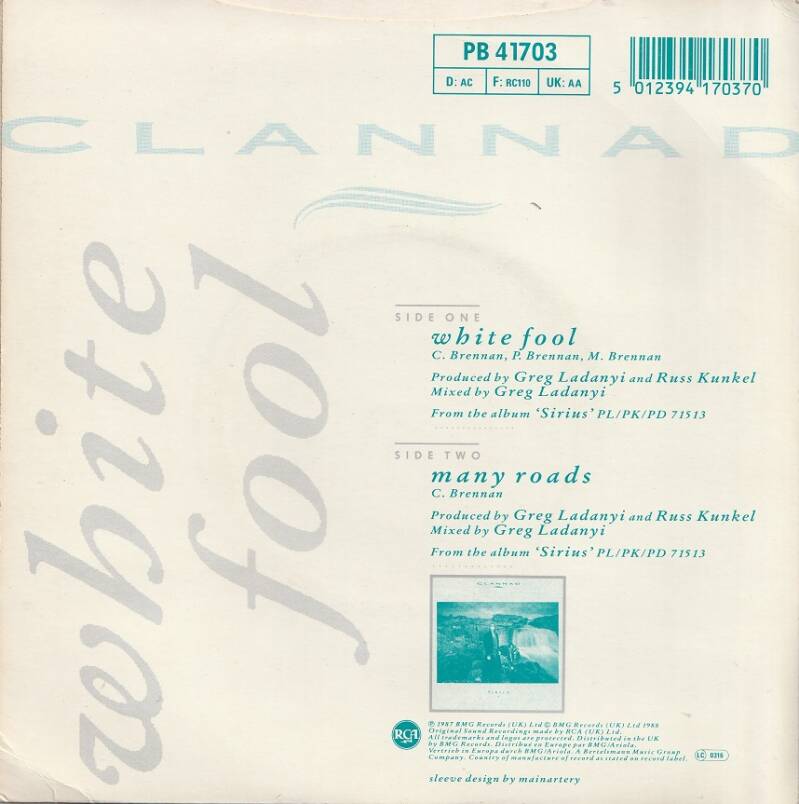 PB 41703
D: AC F: RC110 UK: AA
5 012394 170370
CLANNAD
white
fool
SIDE ONE
white fool
C. Brennan, P. Brennan, M. Brennan
Produced by Greg Ladanyi and Russ Kunkel
Mixed by Greg Ladanyi
From the album ‘Sirius’ PL/PK/PD 71513
SIDE TWO
many roads
C. Brennan
Produced by Greg Ladanyi and Russ Kunkel
Mixed by Greg Ladanyi
From the album ‘Sirius’ PL/PK/PD 71513
CLANNAD
SIRIUS
RCA
℗ 1987 BMG Records (UK) Ltd © BMG Records (UK) Ltd 1988
Original Sound Recordings made by RCA (UK) Ltd.
All trademarks and logos are protected. Distributed in the UK
by BMG Records. Distribué en Europe par BMG/Ariola.
Vertrieb in Europa durch BMG/Ariola. A Bertelsmann Music Group
Company. Country of manufacture of record as stated on record label.
LC 0316
sleeve design by mainartery